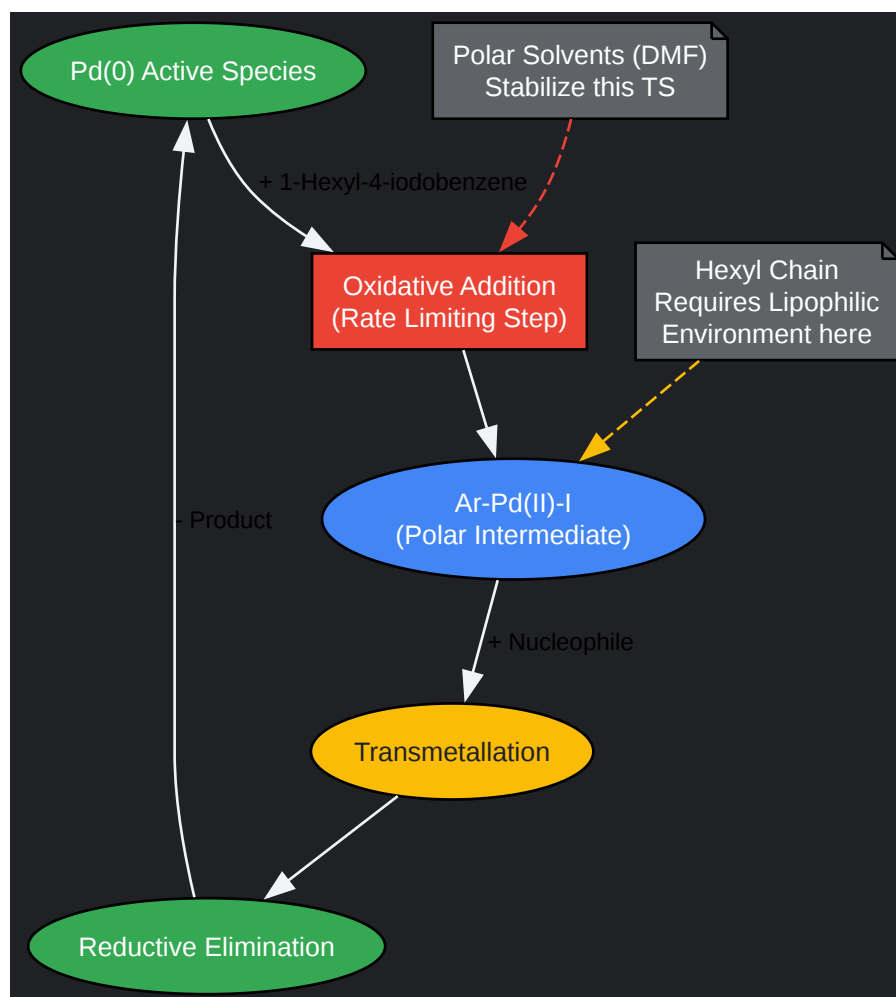 Pd(0) Active Species
Polar Solvents (DMF)
Stabilize this TS
+ 1-Hexyl-4-iodobenzene
Oxidative Addition
(Rate Limiting Step)
Hexyl Chain
Requires Lipophilic
Environment here
Ar-Pd(II)-I
(Polar Intermediate)
- Product
+ Nucleophile
Transmetallation
Reductive Elimination